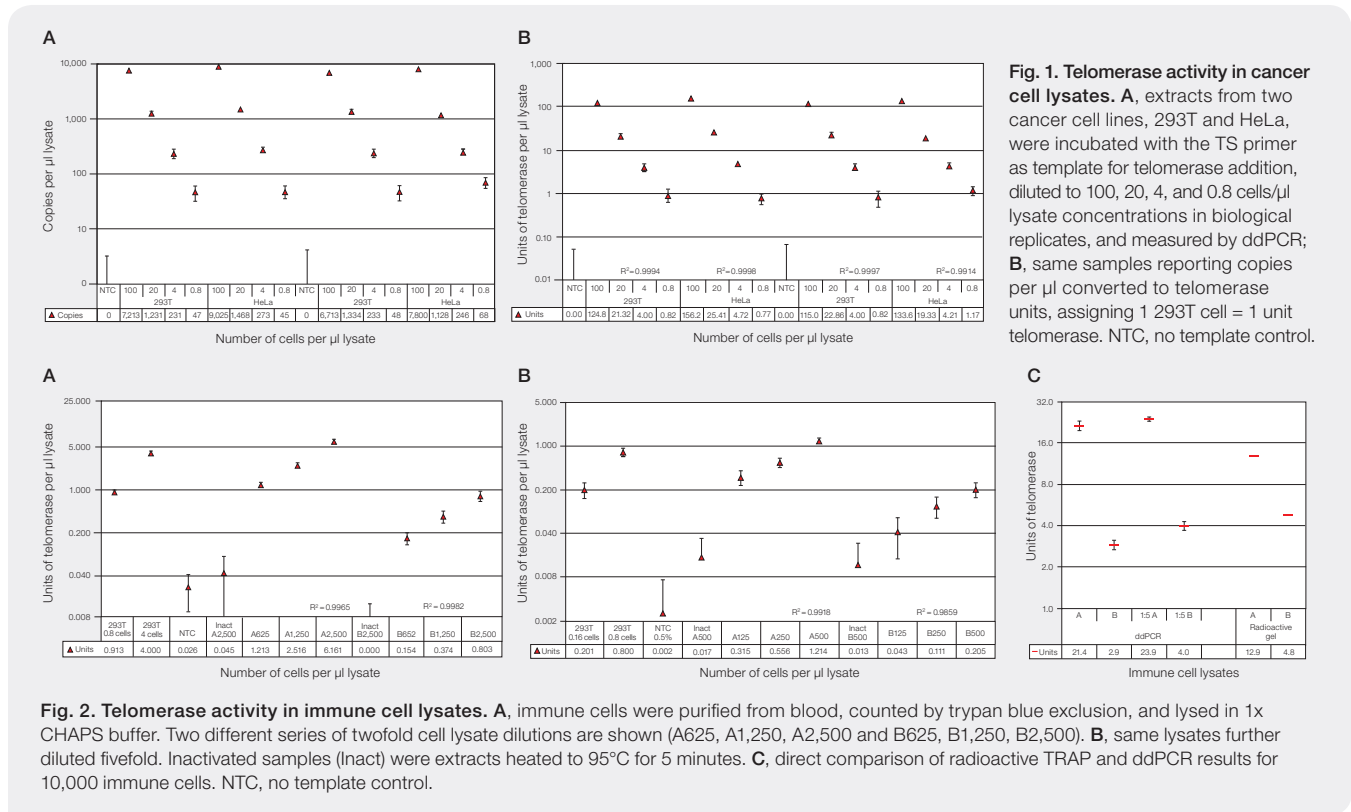 A
Copies per µl lysate
10,000
1,000
100
10
0
NTC 100 20 4 0.8 100 20 4 0.8 NTC 100 20 4 0.8 100 20 4 0.8
293T HeLa 293T HeLa
Copies 0 7,213 1,231 231 47 9,025 1,468 273 45 0 6,713 1,334 233 48 7,800 1,128 246 68
Number of cells per µl lysate
B
Units of telomerase per µl lysate
1,000
100
10
1
0.10
0.01
R²=0.9994 R²=0.9998 R²=0.9997 R²=0.9914
NTC 100 20 4 0.8 100 20 4 0.8 NTC 100 20 4 0.8 100 20 4 0.8
293T HeLa 293T HeLa
Units 0.00 124.8 21.32 4.00 0.82 156.2 25.41 4.72 0.77 0.00 115.0 22.86 4.00 0.82 133.6 19.33 4.21 1.17
Number of cells per µl lysate
Fig. 1. Telomerase activity in cancer
cell lysates. A, extracts from two
cancer cell lines, 293T and HeLa,
were incubated with the TS primer
as template for telomerase addition,
diluted to 100, 20, 4, and 0.8 cells/µl
lysate concentrations in biological
replicates, and measured by ddPCR;
B, same samples reporting copies
per µl converted to telomerase
units, assigning 1 293T cell = 1 unit
telomerase. NTC, no template control.
A
Units of telomerase per µl lysate
25.000
5.000
1.000
0.200
0.040
0.008
R² = 0.9965 R² = 0.9982
293T 293T NTC Inact A625 A1,250 A2,500 Inact B652 B1,250 B2,500
0.8 cells 4 cells A2,500 B2,500
Units 0.913 4.000 0.026 0.045 1.213 2.516 6.161 0.000 0.154 0.374 0.803
Number of cells per µl lysate
B
Units of telomerase per µl lysate
5.000
1.000
0.200
0.040
0.008
0.002
R² = 0.9918 R² = 0.9859
293T 293T NTC Inact A125 A250 A500 Inact B125 B250 B500
0.16 cells 0.8 cells 0.5% A500 B500
Units 0.201 0.800 0.002 0.017 0.315 0.556 1.214 0.013 0.043 0.111 0.205
Number of cells per µl lysate
C
Units of telomerase
32.0
16.0
8.0
4.0
2.0
1.0
A B 1:5 A 1:5 B A B
ddPCR Radioactive
gel
Units 21.4 2.9 23.9 4.0 12.9 4.8
Immune cell lysates
Fig. 2. Telomerase activity in immune cell lysates. A, immune cells were purified from blood, counted by trypan blue exclusion, and lysed in 1x
CHAPS buffer. Two different series of twofold cell lysate dilutions are shown (A625, A1,250, A2,500 and B625, B1,250, B2,500). B, same lysates further
diluted fivefold. Inactivated samples (Inact) were extracts heated to 95°C for 5 minutes. C, direct comparison of radioactive TRAP and ddPCR results for
10,000 immune cells. NTC, no template control.